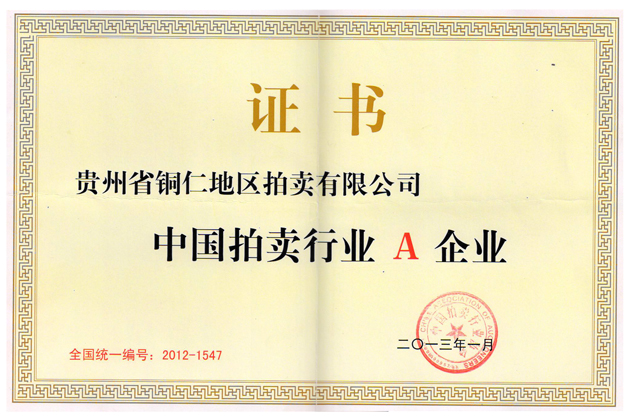 证书
贵州省铜仁地区拍卖有限公司
中国拍卖行业 A 企业
二〇一三年一月
全国统一编号：2012-1547